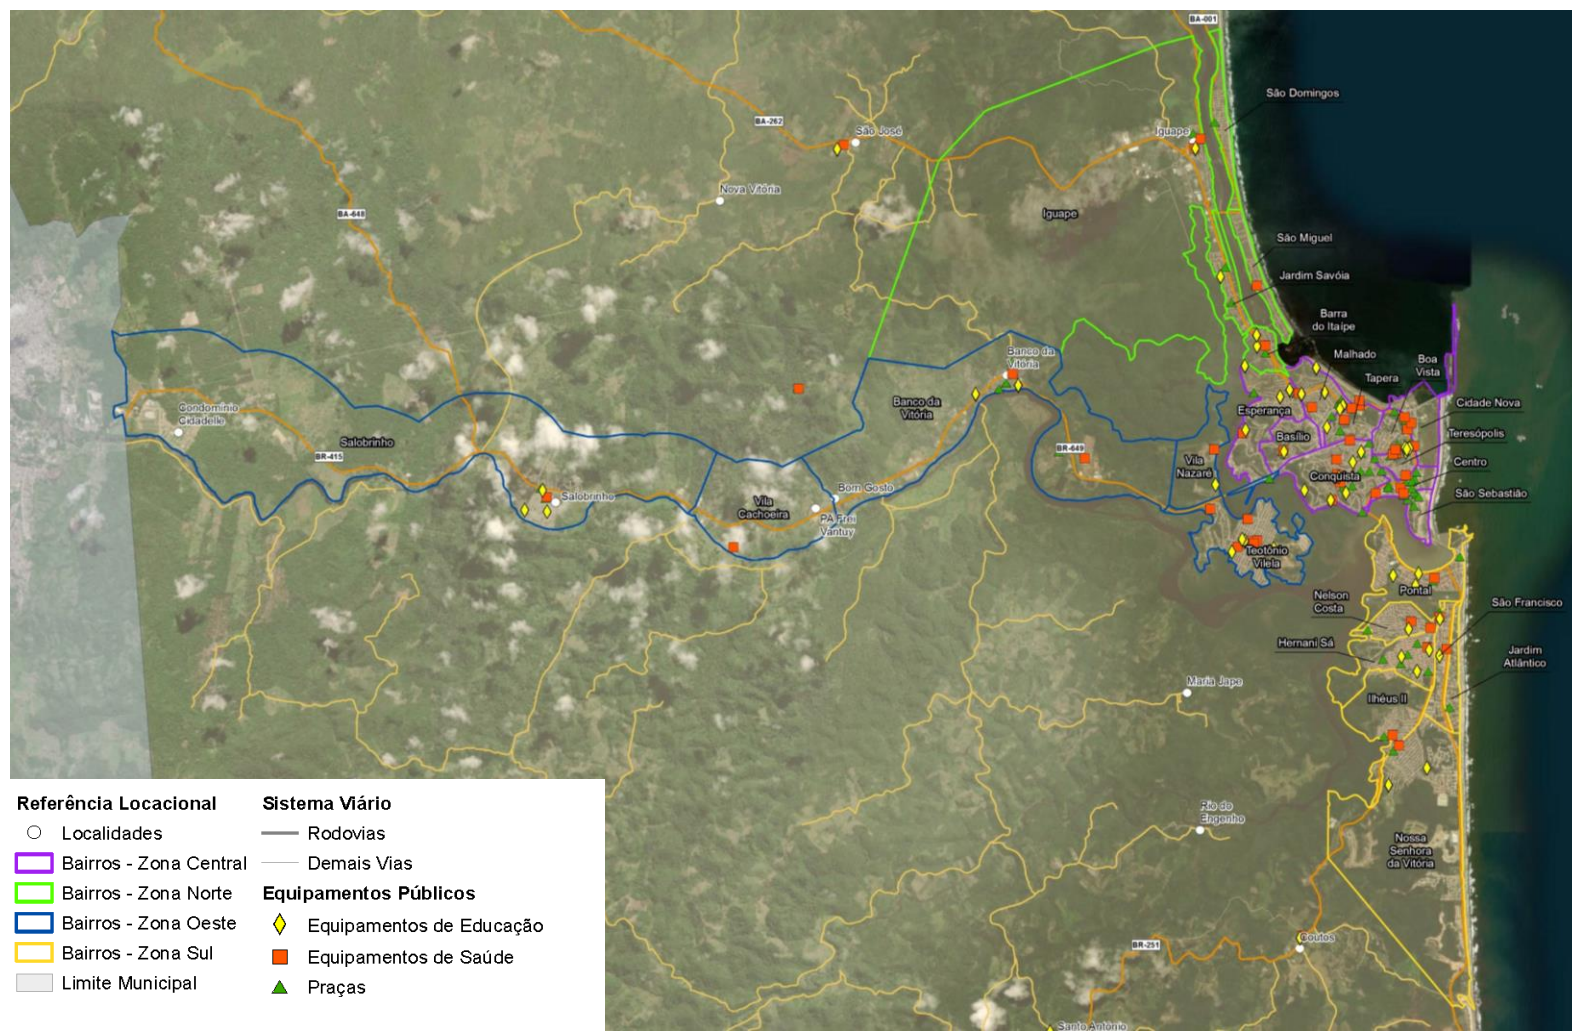 BA-001
São Domingos
BA-262
São José
Iguape
Nova Vitória
BA-648
Iguape
São Miguel
Jardim Savóia
Barra
do Itaípe
Malhado
Boa
Vista
Tapera
Banco da
Vitória
Banco da
Vitória
Cidade Nova
Esperança
Condomínio
Cidadelle
Teresópolis
Basílio
Salobrinho
BR-415
BR-649
Vila
Nazaré
Centro
Conquista
Bom Gosto
São Sebastião
Salobrinho
Vila
Cachoeira
PA Frei
Vantuy
Teotônio
Vilela
Pontal
Nelson
Costa
São Francisco
Hernani Sá
Jardim
Atlântico
Maria Jape
Ilhéus II
Rio do
Engenho
Nossa
Senhora
da Vitória
Coutos
BR-251
Santo Antônio
Referência Locacional
Localidades
Bairros - Zona Central
Bairros - Zona Norte
Bairros - Zona Oeste
Bairros - Zona Sul
Limite Municipal
Sistema Viário
Rodovias
Demais Vias
Equipamentos Públicos
Equipamentos de Educação
Equipamentos de Saúde
Praças